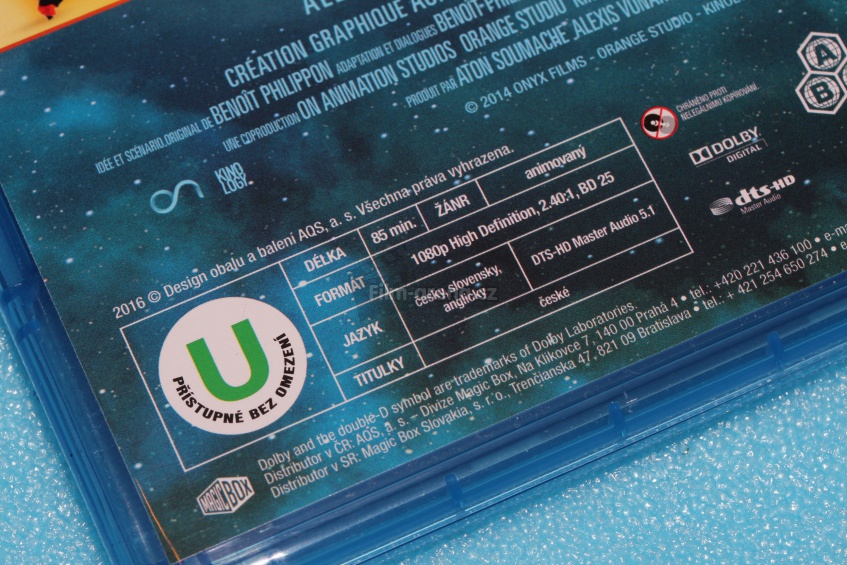 CRÉATION GRAPHIQUE
IDÉE ET SCÉNARIO ORIGINAL DE BENOÎT PHILIPPON ADAPTATION ET DIALOGUES
UNE COPRODUCTION ON ANIMATION STUDIOS ORANGE STUDIO
PRODUIT PAR ATON SOUMACHE, ALEXIS
© 2014 ONYX FILMS - ORANGE STUDIO -
KINO
LOGY
CHRÁNĚNO PROTI
NELEGÁLNÍMU KOPÍROVÁNÍ.
A
B
DOLBY
DIGITAL
dts-HD
Master Audio
2016 © Design obalu a balení AQS, a. s. Všechna práva vyhrazena.
DÉLKA 85 min. ŽÁNR animovaný
FORMÁT 1080p High Definition, 2.40:1, BD 25
JAZYK česky, slovensky,
anglicky, DTS-HD Master Audio 5.1
TITULKY české
U
PŘÍSTUPNÉ BEZ OMEZENÍ
Film-arena.cz
MAGIC BOX
Dolby and the double-D symbol are trademarks of Dolby Laboratories.
Distributor v ČR: AQS, a. s. – Divize Magic Box, Na Klikovce 7, 140 00 Praha 4 • tel.: +420 221 436 100 •
Distributor v SR: Magic Box Slovakia, s. r. o., Trenčianska 47, 821 09 Bratislava • tel.: + 421 254 650 274 •